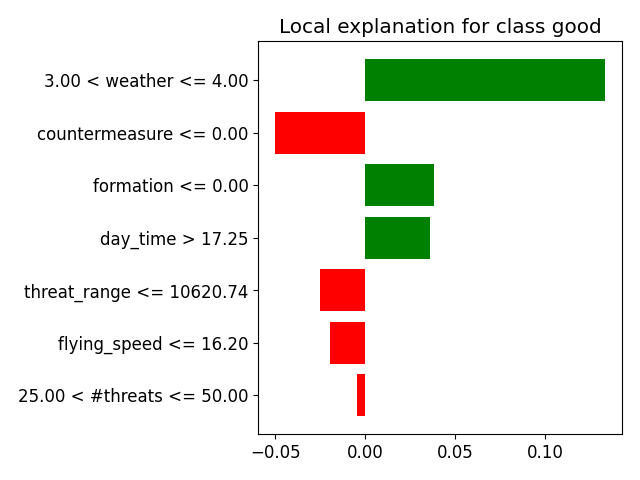 Local explanation for class good
3.00 < weather <= 4.00
countermeasure <= 0.00
formation <= 0.00
day_time > 17.25
threat_range <= 10620.74
flying_speed <= 16.20
25.00 < #threats <= 50.00
−0.05 0.00 0.05 0.10